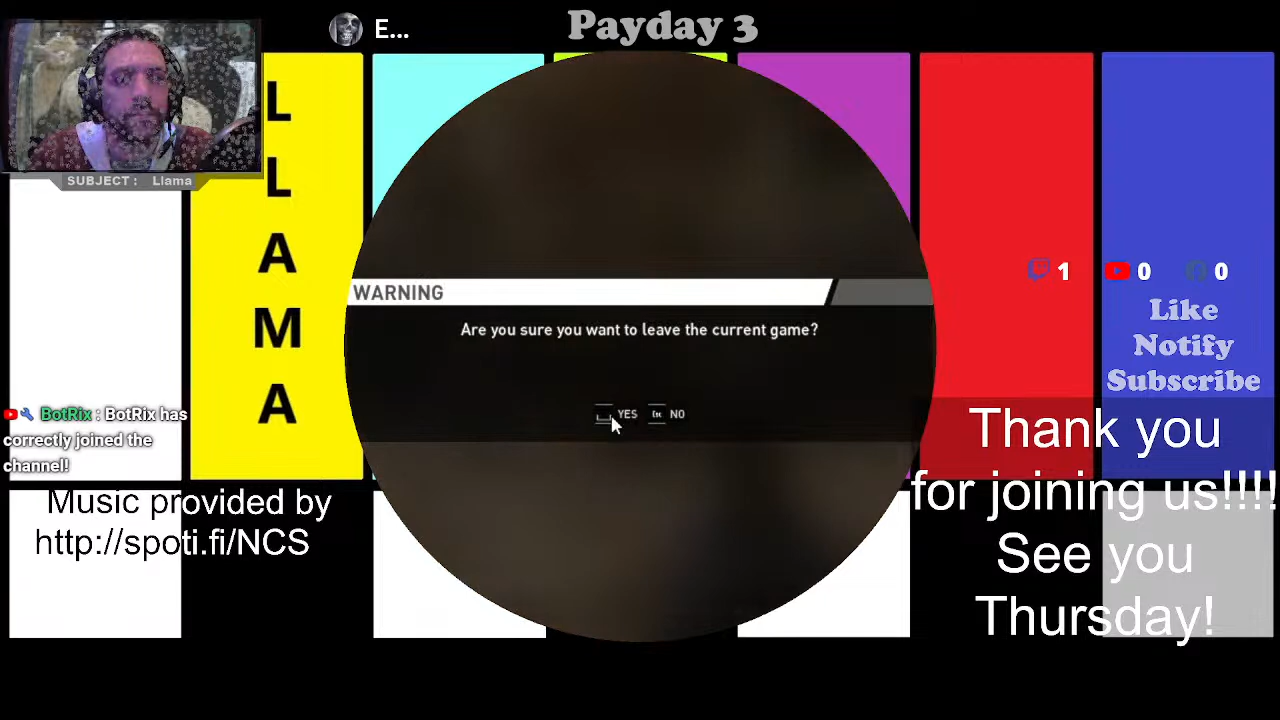 E...
Payday 3
SUBJECT : Llama
L
L
A
M
A
1
0
0
WARNING
Are you sure you want to leave the current game?
YES
NO
Like
Notify
Subscribe
BotRix : BotRix has
correctly joined the
channel!
Music provided by
http://spoti.fi/NCS
Thank you
for joining us!!!!
See you
Thursday!